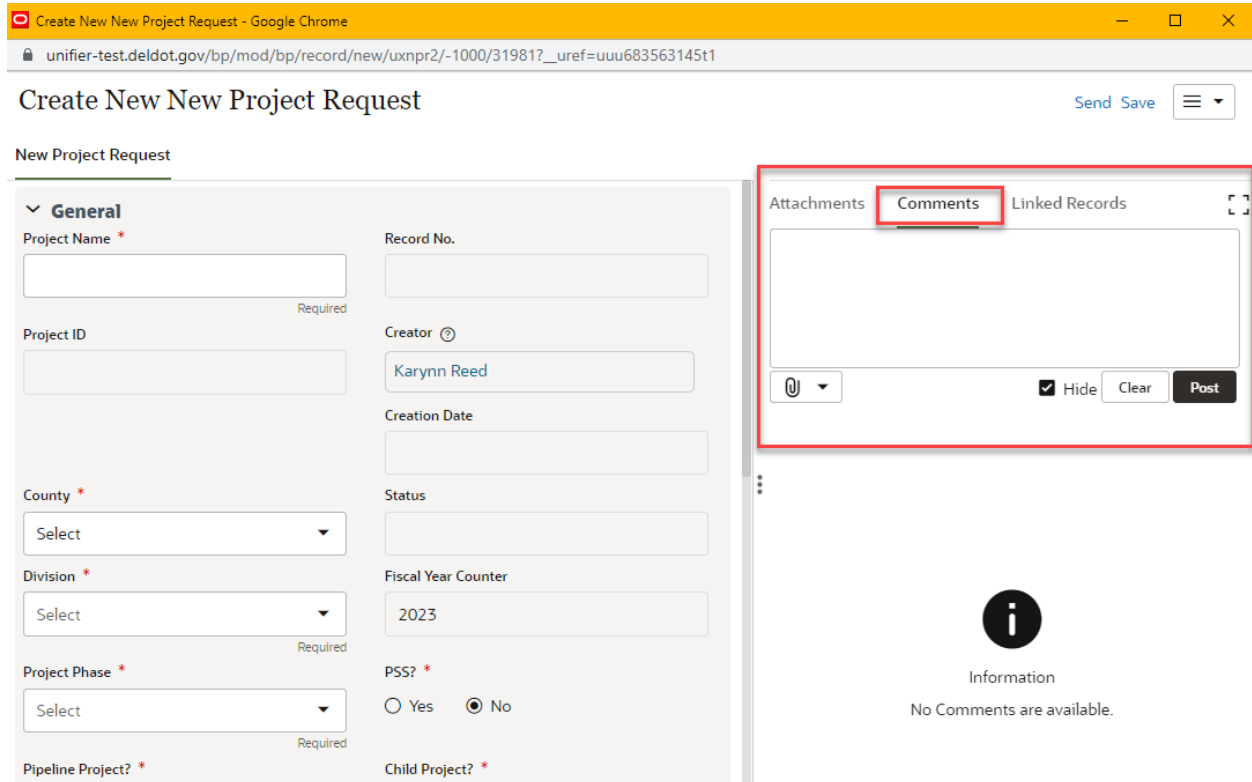 Create New New Project Request - Google Chrome
unifier-test.deldot.gov/bp/mod/bp/record/new/uxnpr2/-1000/31981?__uref=uuu683563145t1
Create New New Project Request
Send Save
New Project Request
General
Project Name *
Required
Record No.
Project ID
Creator ?
Karynn Reed
Creation Date
County *
Select
Status
Division *
Select
Required
Fiscal Year Counter
2023
Project Phase *
Select
Required
PSS? *
Yes No
Pipeline Project? *
Child Project? *
Attachments Comments Linked Records
Hide Clear Post
i
Information
No Comments are available.